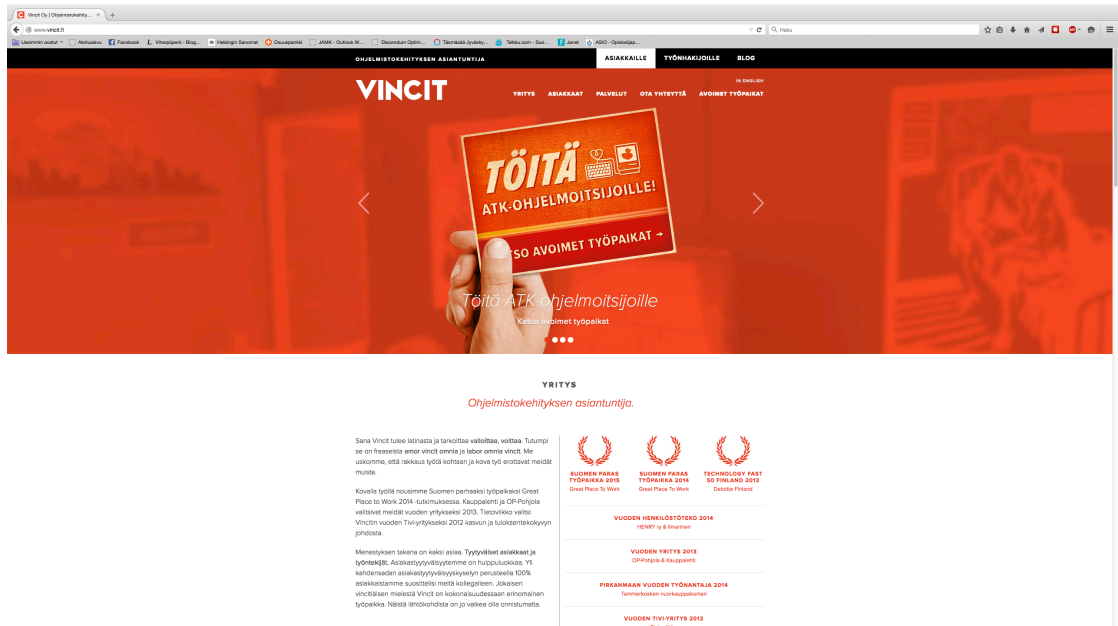 Vincit Oy | Ohjelmistokehity...
www.vincit.fi
Haku
Useimmin avatut
Aloitussivu
Facebook
Vihreipiiperö - Blog...
Helsingin Sanomat
Osuuspankki
JAMK - Outlook W...
Discendum Optim...
Tässä Jyväsky...
Telkku.com - Suo...
Janet
ASIO - Opiskelijap...
OHJELMISTOKEHITYKSEN ASIANTUNTIJA
ASIAKKAILLE TYÖNHAKIJOILLE BLOG
IN ENGLISH
VINCIT
YRITYS ASIAKKAAT PALVELUT OTA YHTEYTTÄ AVOIMET TYÖPAIKAT
TÖITÄ
ATK-OHJELMOITSIJOILLE!
TSO AVOIMET TYÖPAIKAT →
Töitä ATK-ohjelmoitsijoille
- Katso avoimet työpaikat
YRITYS
Ohjelmistokehityksen asiantuntija.
Sana Vincit tulee latinasta ja tarkoittaa valloittaa, voittaa. Tutumpi
se on fraaseista amor vincit omnia ja labor omnia vincit. Me
uskomme, että rakkaus työtä kohtaan ja kova työ erottavat meidät
muista.
Kovalla työllä nousimme Suomen parhaaksi työpaikaksi Great
Place to Work 2014 -tutkimuksessa. Kauppalehti ja OP-Pohjola
valitsivat meidät vuoden yritykseksi 2013. Tietoviikko valitsi
Vincitin vuoden Tivi-yritykseksi 2012 kasvun ja tuloksentekokyvyn
johdosta.
Menestyksen takana on kaksi asiaa. Tyytyväiset asiakkaat ja
työntekijät. Asiakastyytyväisyytemme on huippuluokkaa. Yli
kahdensadan asiakastyytyväisyyskyselyn perusteella 100%
asiakkaistamme suosittelisi meitä kollegalleen. Jokaisen
vincitläisen mielestä Vincit on kokonaisuudessaan erinomainen
työpaikka. Näistä lähtökohdista on jo vaikea olla onnistumatta.
SUOMEN PARAS
TYÖPAIKKA 2015
Great Place To Work
SUOMEN PARAS
TYÖPAIKKA 2014
Great Place To Work
TECHNOLOGY FAST
50 FINLAND 2013
Deloitte Finland
VUODEN HENKILÖSTÖTEKO 2014
HENRY ry & Ilmarinen
VUODEN YRITYS 2013
OP-Pohjola & Kauppalehti
PIRKANMAAN VUODEN TYÖNANTAJA 2014
Tammerkosken nuorkauppakamari
VUODEN TIVI-YRITYS 2012